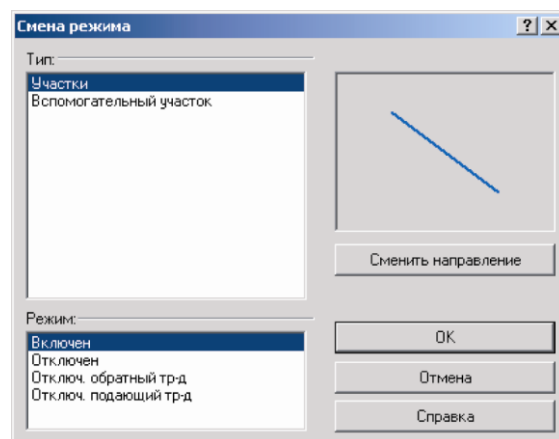 Смена режима
Тип:
Участки
Вспомогательный участок
Сменить направление
Режим:
Включен
Отключен
Отключ. обратный тр-д
Отключ. подающий тр-д
OK
Отмена
Справка